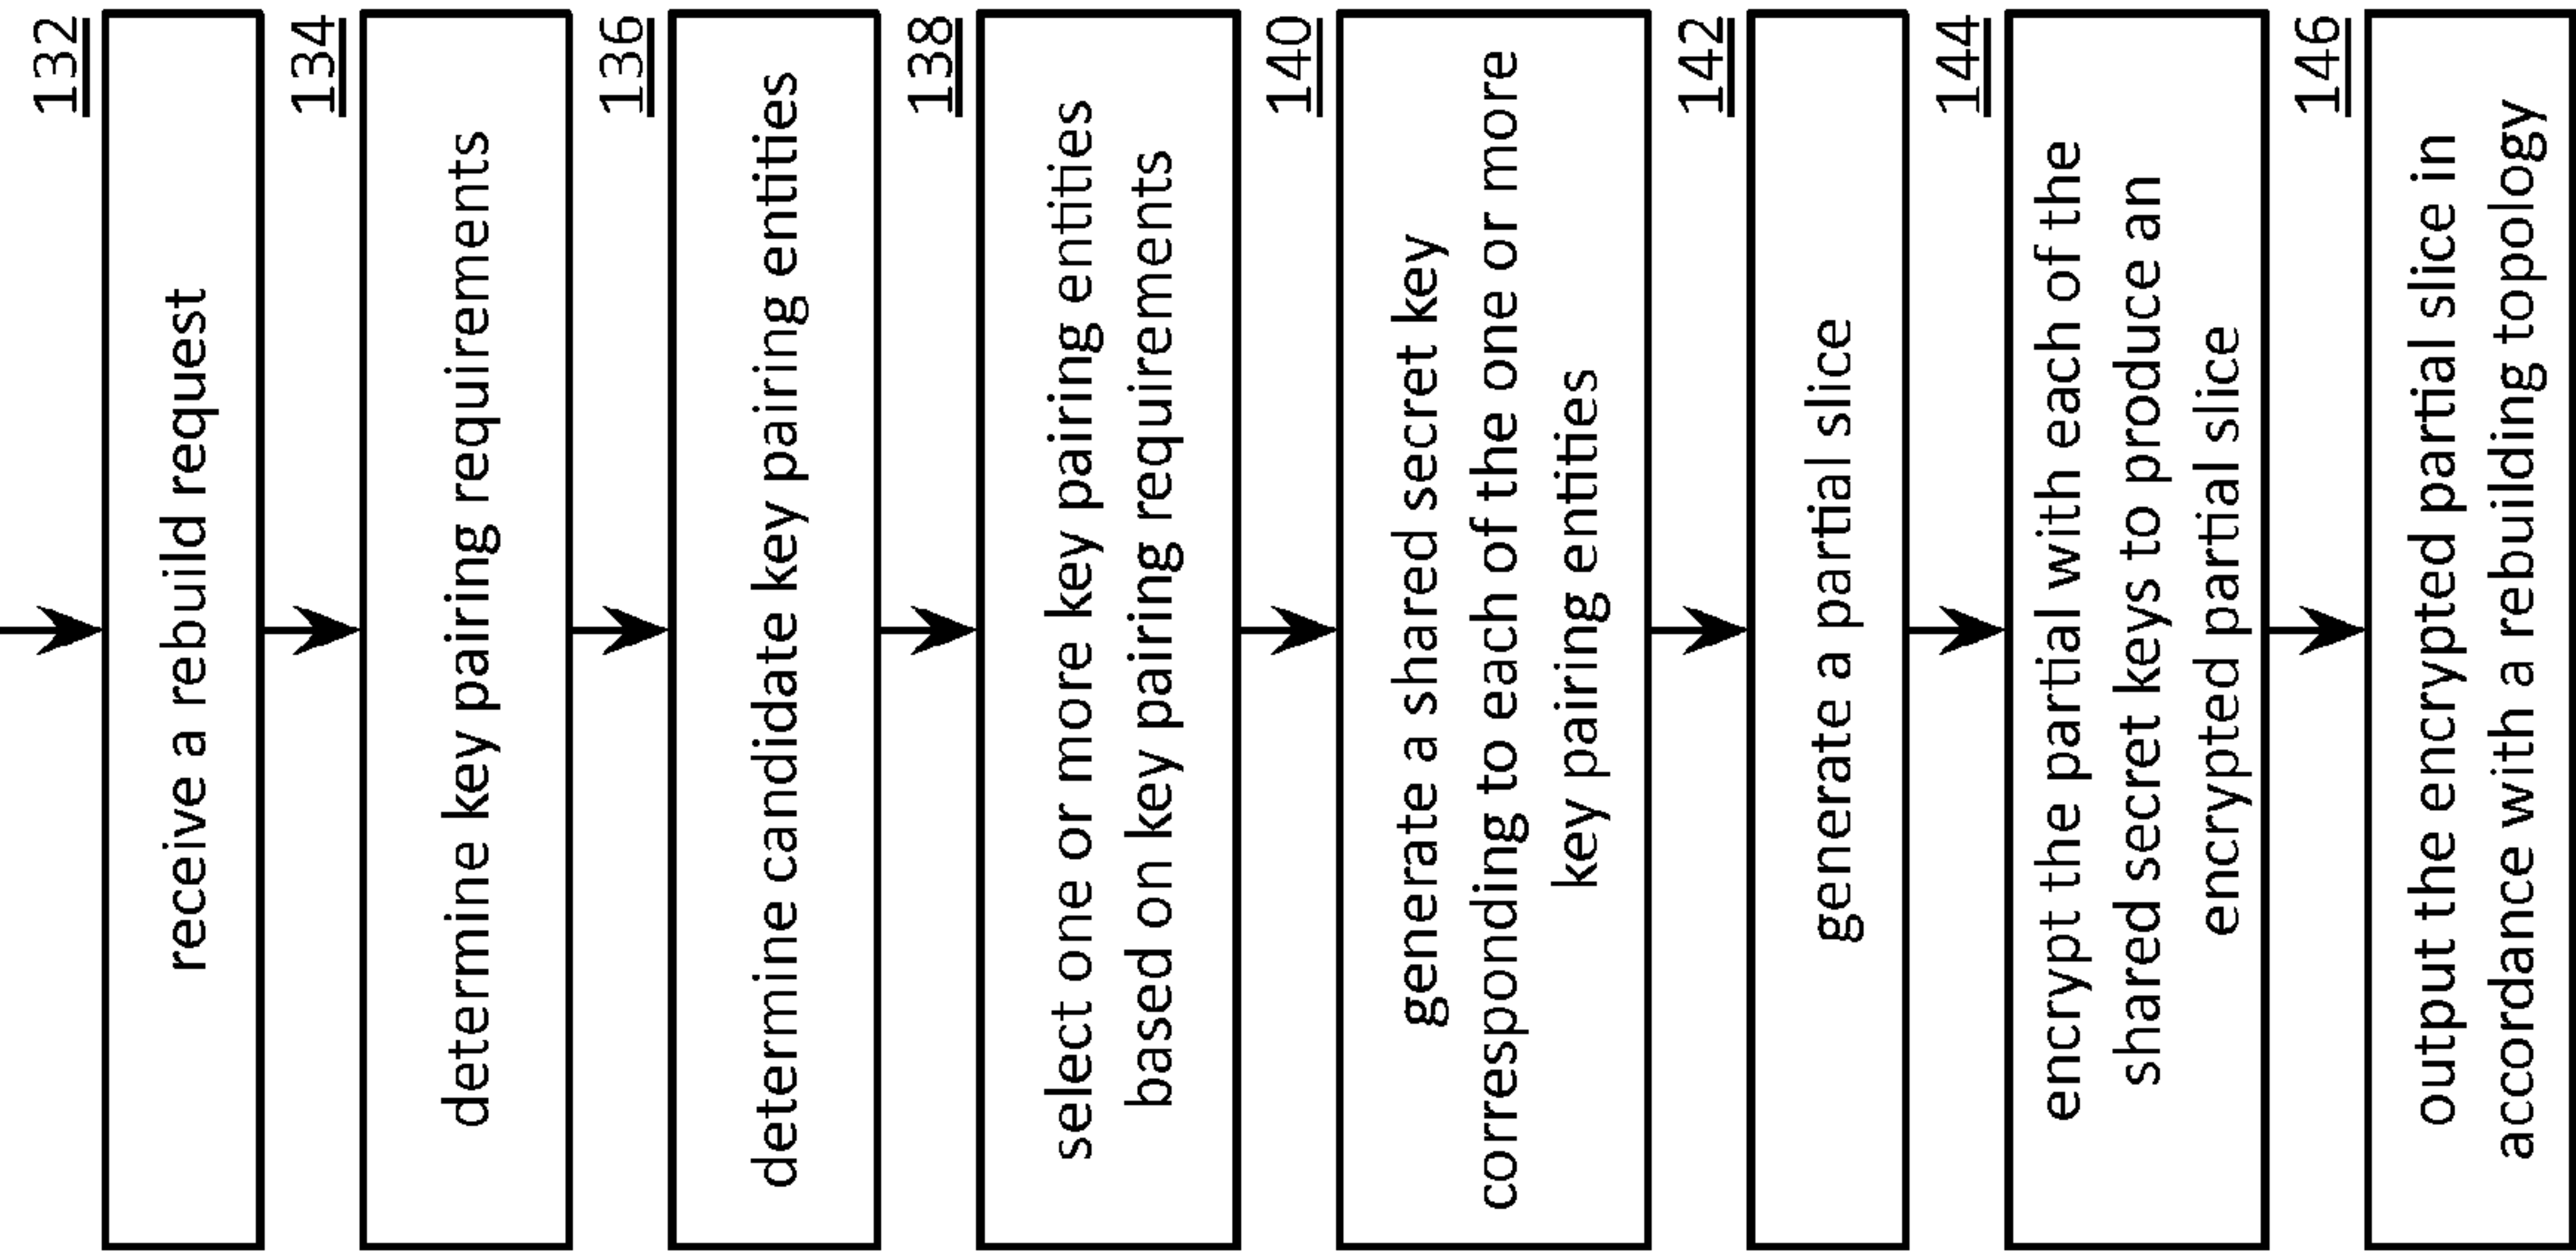 132
receive a rebuild request
134
determine key pairing requirements
136
determine candidate key pairing entities
138
select one or more key pairing entities
based on key pairing requirements
140
generate a shared secret key
corresponding to each of the one or more
key pairing entities
142
generate a partial slice
144
encrypt the partial with each of the
shared secret keys to produce an
encrypted partial slice
146
output the encrypted partial slice in
accordance with a rebuilding topology